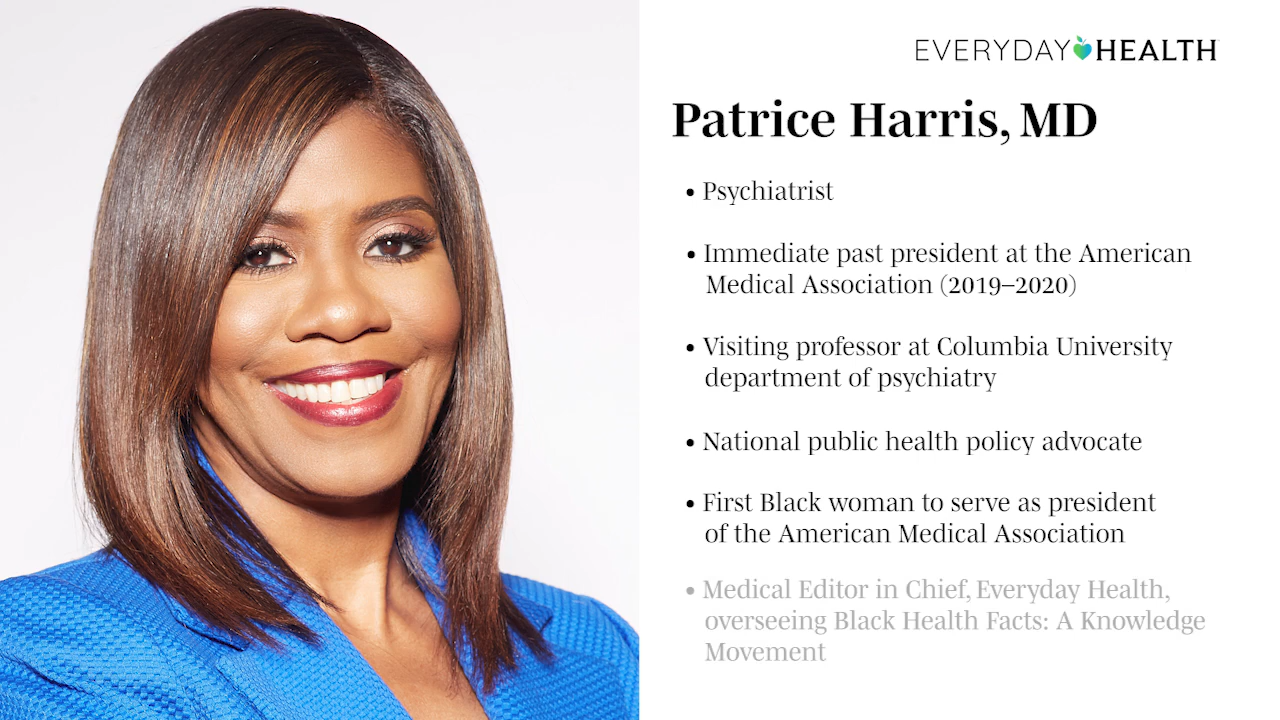 EVERYDAY HEALTH
Patrice Harris, MD
• Psychiatrist
• Immediate past president at the American
Medical Association (2019–2020)
• Visiting professor at Columbia University
department of psychiatry
• National public health policy advocate
• First Black woman to serve as president
of the American Medical Association
• Medical Editor in Chief, Everyday Health,
overseeing Black Health Facts: A Knowledge
Movement